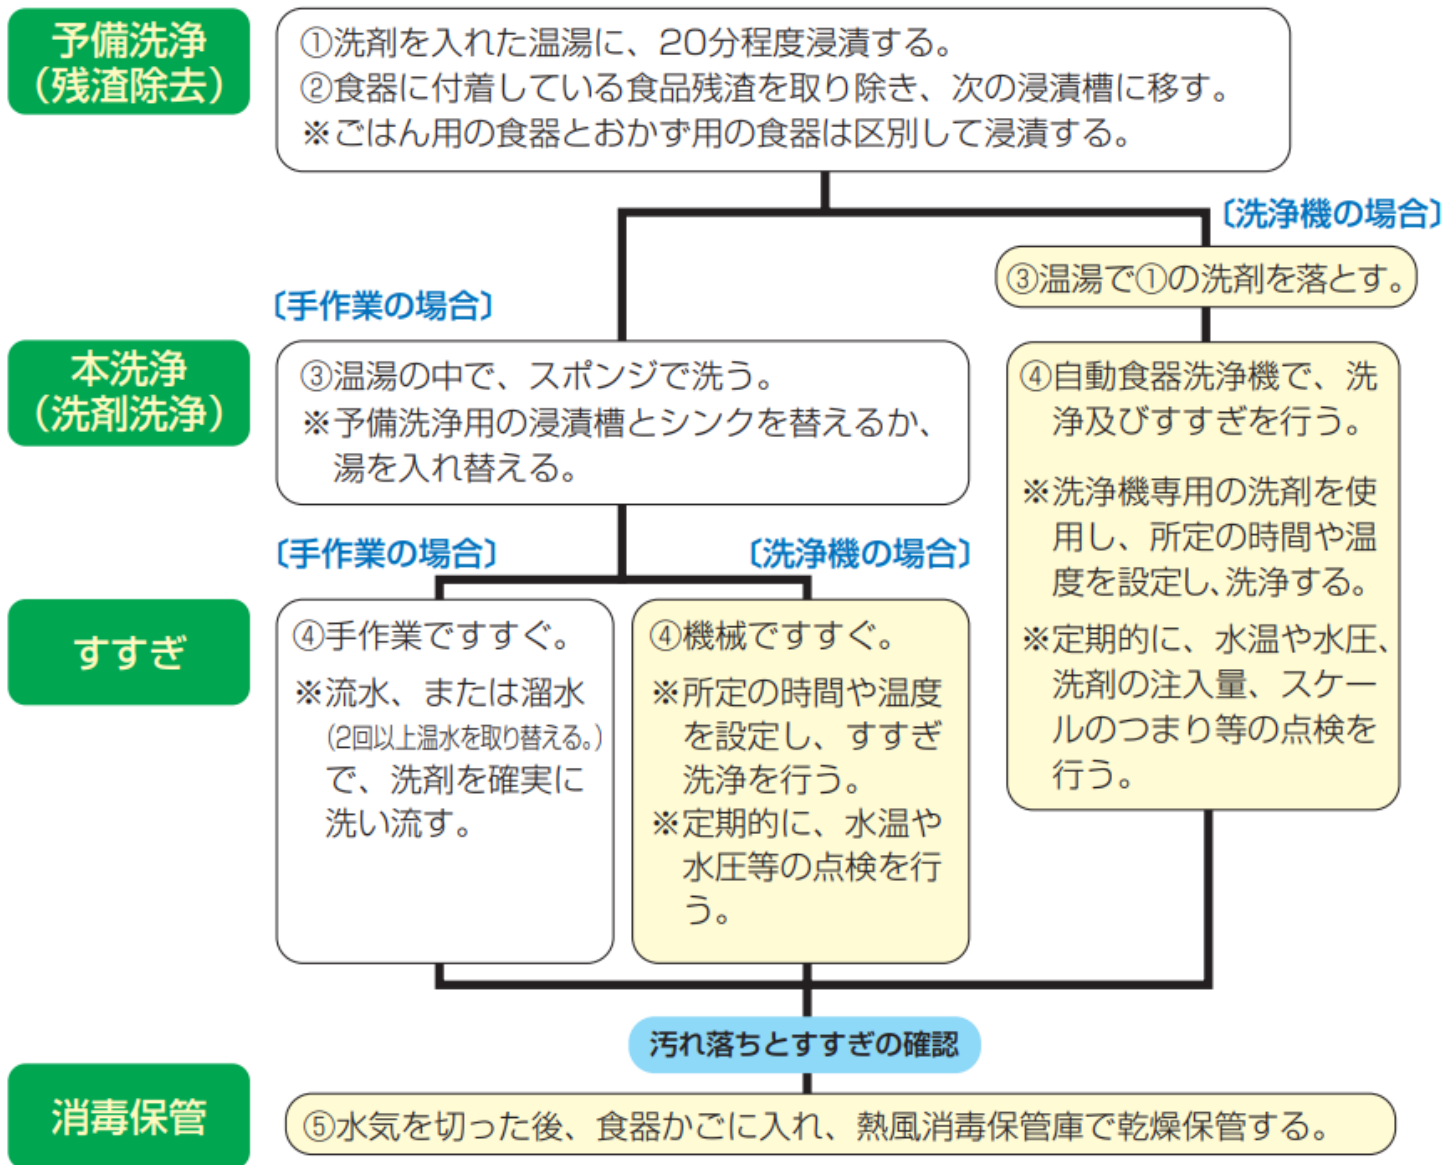 予備洗浄
（残渣除去）
①洗剤を入れた温湯に、20分程度浸漬する。
②食器に付着している食品残渣を取り除き、次の浸漬槽に移す。
※ごはん用の食器とおかず用の食器は区別して浸漬する。
〔洗浄機の場合〕
③温湯で①の洗剤を落とす。
〔手作業の場合〕
本洗浄
（洗剤洗浄）
③温湯の中で、スポンジで洗う。
※予備洗浄用の浸漬槽とシンクを替えるか、
湯を入れ替える。
④自動食器洗浄機で、洗
浄及びすすぎを行う。
※洗浄機専用の洗剤を使
用し、所定の時間や温
度を設定し、洗浄する。
※定期的に、水温や水圧、
洗剤の注入量、スケー
ルのつまり等の点検を
行う。
〔手作業の場合〕
〔洗浄機の場合〕
すすぎ
④手作業ですすぐ。
※流水、または溜水
（2回以上温水を取り替える。）
で、洗剤を確実に
洗い流す。
④機械ですすぐ。
※所定の時間や温度
を設定し、すすぎ
洗浄を行う。
※定期的に、水温や
水圧等の点検を行
う。
汚れ落ちとすすぎの確認
消毒保管
⑤水気を切った後、食器かごに入れ、熱風消毒保管庫で乾燥保管する。